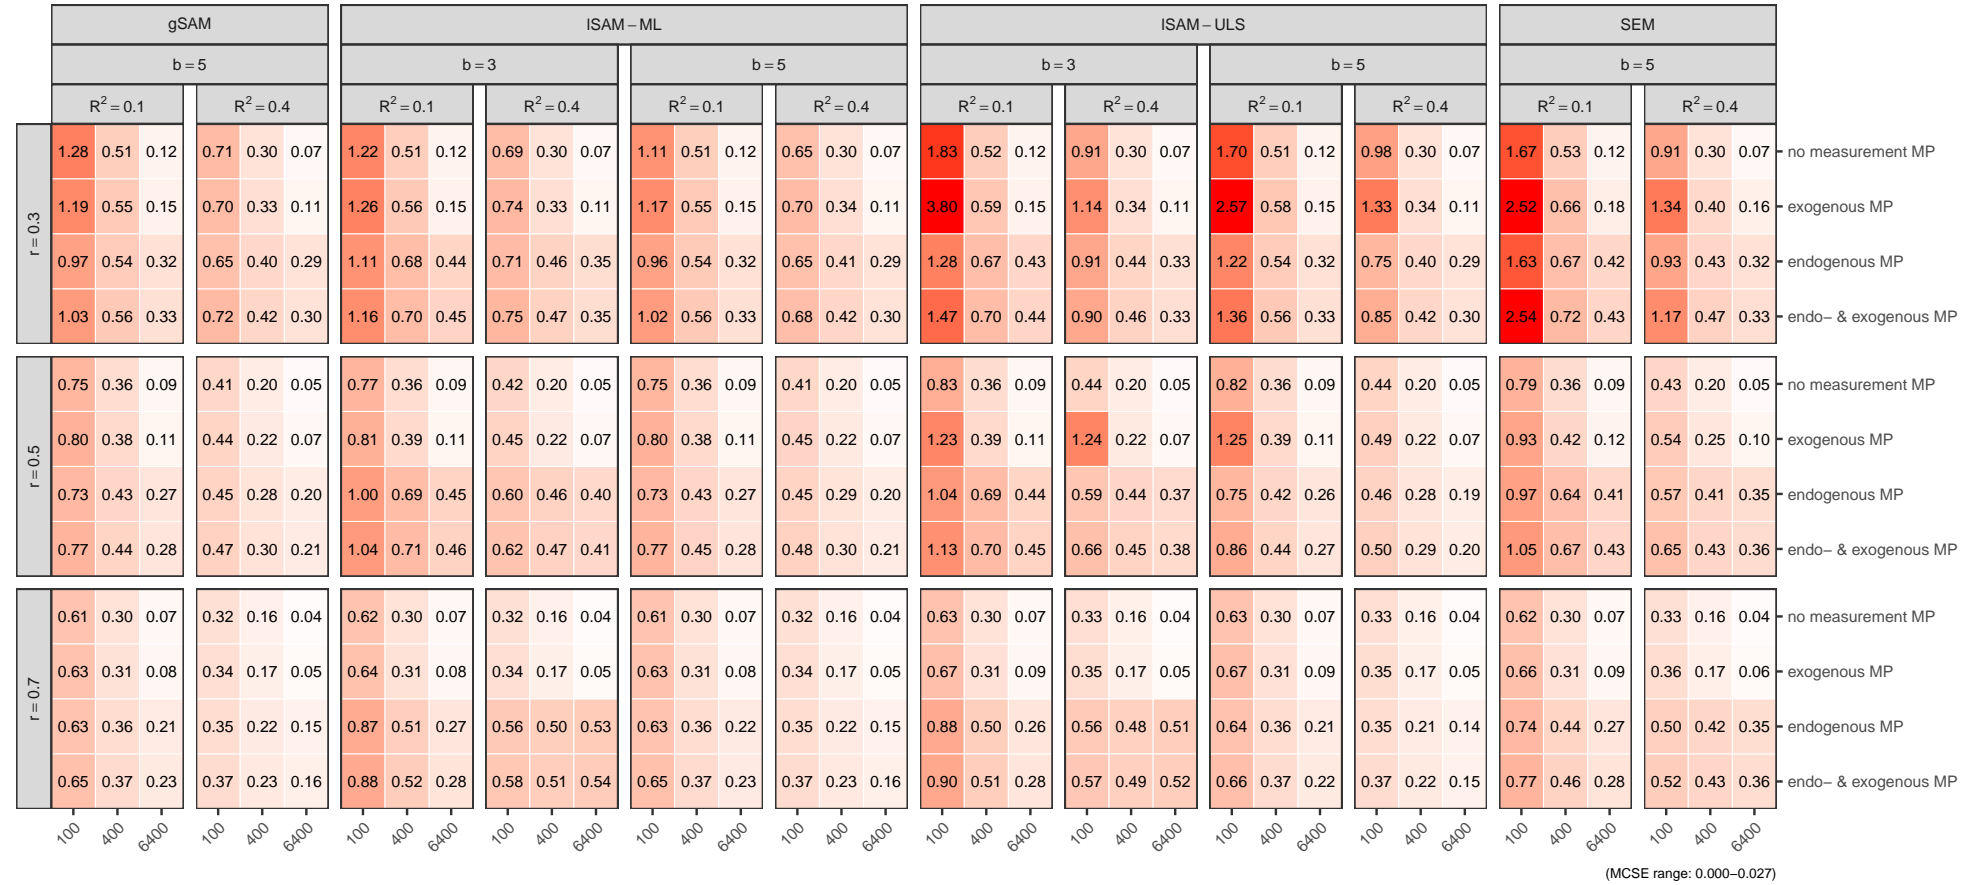 gSAM lSAM – ML lSAM – ULS SEM
b = 5 b = 3 b = 5 b = 3 b = 5 b = 5
R² = 0.1 R² = 0.4 R² = 0.1 R² = 0.4 R² = 0.1 R² = 0.4 R² = 0.1 R² = 0.4 R² = 0.1 R² = 0.4 R² = 0.1 R² = 0.4
r = 0.3
1.28 0.51 0.12 0.71 0.30 0.07 1.22 0.51 0.12 0.69 0.30 0.07 1.11 0.51 0.12 0.65 0.30 0.07 1.83 0.52 0.12 0.91 0.30 0.07 1.70 0.51 0.12 0.98 0.30 0.07 1.67 0.53 0.12 0.91 0.30 0.07 no measurement MP
1.19 0.55 0.15 0.70 0.33 0.11 1.26 0.56 0.15 0.74 0.33 0.11 1.17 0.55 0.15 0.70 0.34 0.11 3.80 0.59 0.15 1.14 0.34 0.11 2.57 0.58 0.15 1.33 0.34 0.11 2.52 0.66 0.18 1.34 0.40 0.16 exogenous MP
0.97 0.54 0.32 0.65 0.40 0.29 1.11 0.68 0.44 0.71 0.46 0.35 0.96 0.54 0.32 0.65 0.41 0.29 1.28 0.67 0.43 0.91 0.44 0.33 1.22 0.54 0.32 0.75 0.40 0.29 1.63 0.67 0.42 0.93 0.43 0.32 endogenous MP
1.03 0.56 0.33 0.72 0.42 0.30 1.16 0.70 0.45 0.75 0.47 0.35 1.02 0.56 0.33 0.68 0.42 0.30 1.47 0.70 0.44 0.90 0.46 0.33 1.36 0.56 0.33 0.85 0.42 0.30 2.54 0.72 0.43 1.17 0.47 0.33 endo– & exogenous MP
r = 0.5
0.75 0.36 0.09 0.41 0.20 0.05 0.77 0.36 0.09 0.42 0.20 0.05 0.75 0.36 0.09 0.41 0.20 0.05 0.83 0.36 0.09 0.44 0.20 0.05 0.82 0.36 0.09 0.44 0.20 0.05 0.79 0.36 0.09 0.43 0.20 0.05 no measurement MP
0.80 0.38 0.11 0.44 0.22 0.07 0.81 0.39 0.11 0.45 0.22 0.07 0.80 0.38 0.11 0.45 0.22 0.07 1.23 0.39 0.11 1.24 0.22 0.07 1.25 0.39 0.11 0.49 0.22 0.07 0.93 0.42 0.12 0.54 0.25 0.10 exogenous MP
0.73 0.43 0.27 0.45 0.28 0.20 1.00 0.69 0.45 0.60 0.46 0.40 0.73 0.43 0.27 0.45 0.29 0.20 1.04 0.69 0.44 0.59 0.44 0.37 0.75 0.42 0.26 0.46 0.28 0.19 0.97 0.64 0.41 0.57 0.41 0.35 endogenous MP
0.77 0.44 0.28 0.47 0.30 0.21 1.04 0.71 0.46 0.62 0.47 0.41 0.77 0.45 0.28 0.48 0.30 0.21 1.13 0.70 0.45 0.66 0.45 0.38 0.86 0.44 0.27 0.50 0.29 0.20 1.05 0.67 0.43 0.65 0.43 0.36 endo– & exogenous MP
r = 0.7
0.61 0.30 0.07 0.32 0.16 0.04 0.62 0.30 0.07 0.32 0.16 0.04 0.61 0.30 0.07 0.32 0.16 0.04 0.63 0.30 0.07 0.33 0.16 0.04 0.63 0.30 0.07 0.33 0.16 0.04 0.62 0.30 0.07 0.33 0.16 0.04 no measurement MP
0.63 0.31 0.08 0.34 0.17 0.05 0.64 0.31 0.08 0.34 0.17 0.05 0.63 0.31 0.08 0.34 0.17 0.05 0.67 0.31 0.09 0.35 0.17 0.05 0.67 0.31 0.09 0.35 0.17 0.05 0.66 0.31 0.09 0.36 0.17 0.06 exogenous MP
0.63 0.36 0.21 0.35 0.22 0.15 0.87 0.51 0.27 0.56 0.50 0.53 0.63 0.36 0.22 0.35 0.22 0.15 0.88 0.50 0.26 0.56 0.48 0.51 0.64 0.36 0.21 0.35 0.21 0.14 0.74 0.44 0.27 0.50 0.42 0.35 endogenous MP
0.65 0.37 0.23 0.37 0.23 0.16 0.88 0.52 0.28 0.58 0.51 0.54 0.65 0.37 0.23 0.37 0.23 0.16 0.90 0.51 0.28 0.57 0.49 0.52 0.66 0.37 0.22 0.37 0.22 0.15 0.77 0.46 0.28 0.52 0.43 0.36 endo– & exogenous MP
100 400 6400 100 400 6400 100 400 6400 100 400 6400 100 400 6400 100 400 6400 100 400 6400 100 400 6400 100 400 6400 100 400 6400 100 400 6400 100 400 6400
(MCSE range: 0.000–0.027)